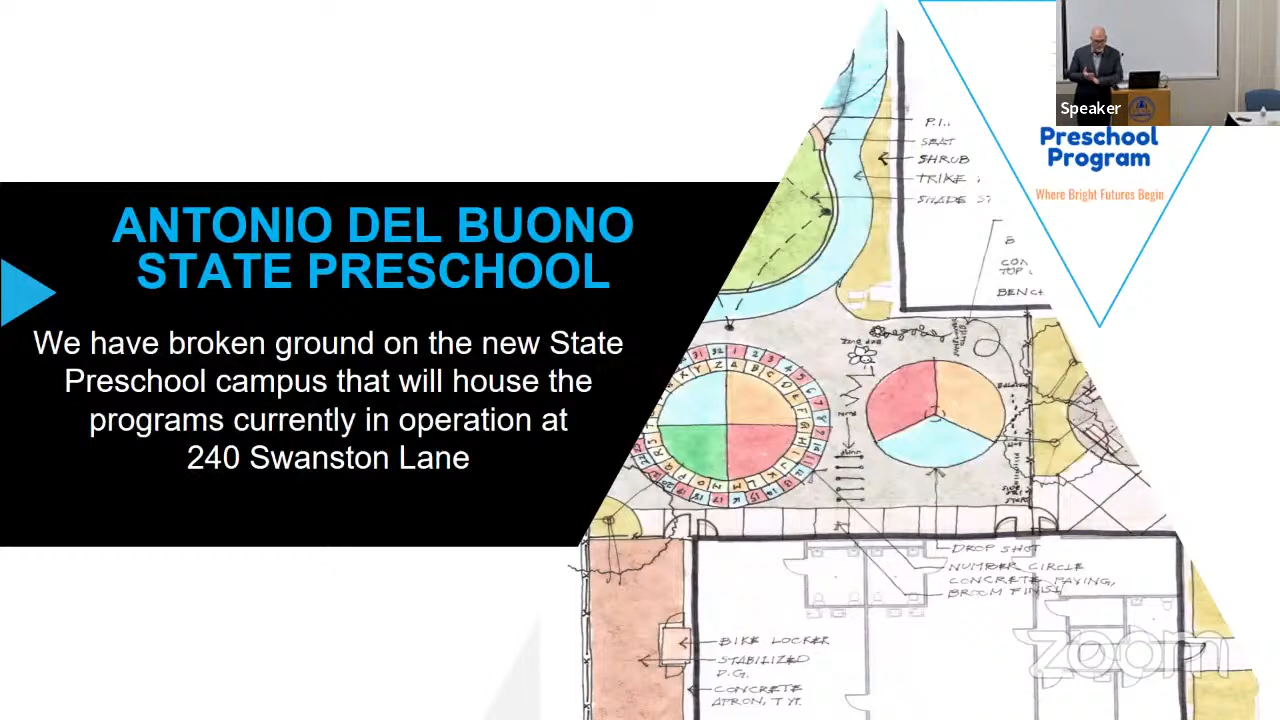 Speaker
Preschool
Program
Where Bright Futures Begin
ANTONIO DEL BUONO
STATE PRESCHOOL
We have broken ground on the new State
Preschool campus that will house the
programs currently in operation at
240 Swanston Lane
SEAT
SHRUB
TRIKE
SHADE
BENCH
DROP SHOT
NUMBER CIRCLE
CONCRETE PAVING,
BROOM FINISH
BIKE LOCKER
STABILIZED
D.G.
CONCRETE
APRON, TYP.
zoom